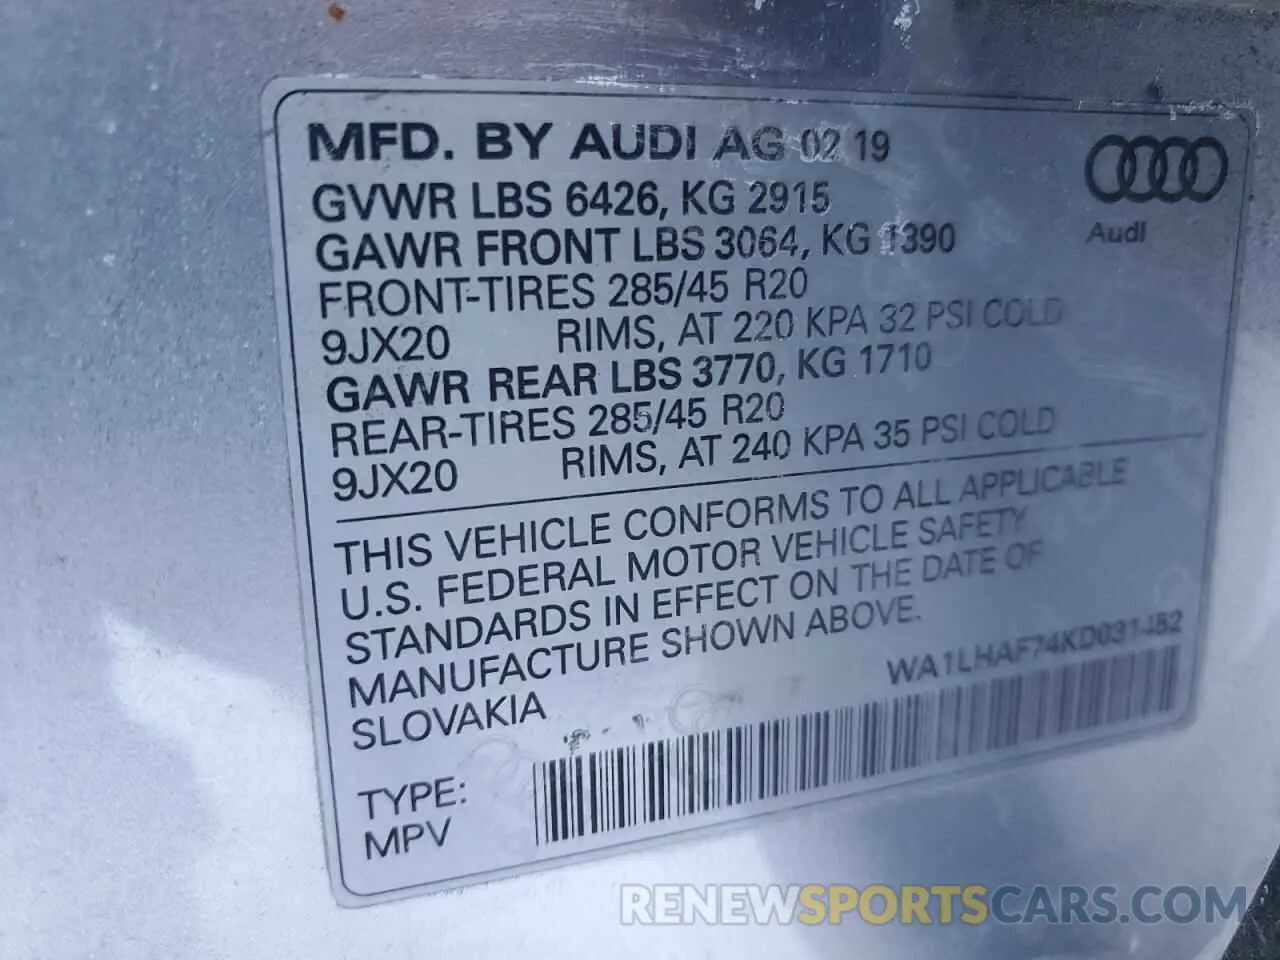 MFD. BY AUDI AG 02 19
GVWR LBS 6426, KG 2915
GAWR FRONT LBS 3064, KG 1390
FRONT-TIRES 285/45 R20
9JX20 RIMS, AT 220 KPA 32 PSI COLD
GAWR REAR LBS 3770, KG 1710
REAR-TIRES 285/45 R20
9JX20 RIMS, AT 240 KPA 35 PSI COLD
THIS VEHICLE CONFORMS TO ALL APPLICABLE
U.S. FEDERAL MOTOR VEHICLE SAFETY
STANDARDS IN EFFECT ON THE DATE OF
MANUFACTURE SHOWN ABOVE.
SLOVAKIA
WA1LHAF74KD031482
TYPE:
MPV
Audi
RENEWSPORTSCARS.COM